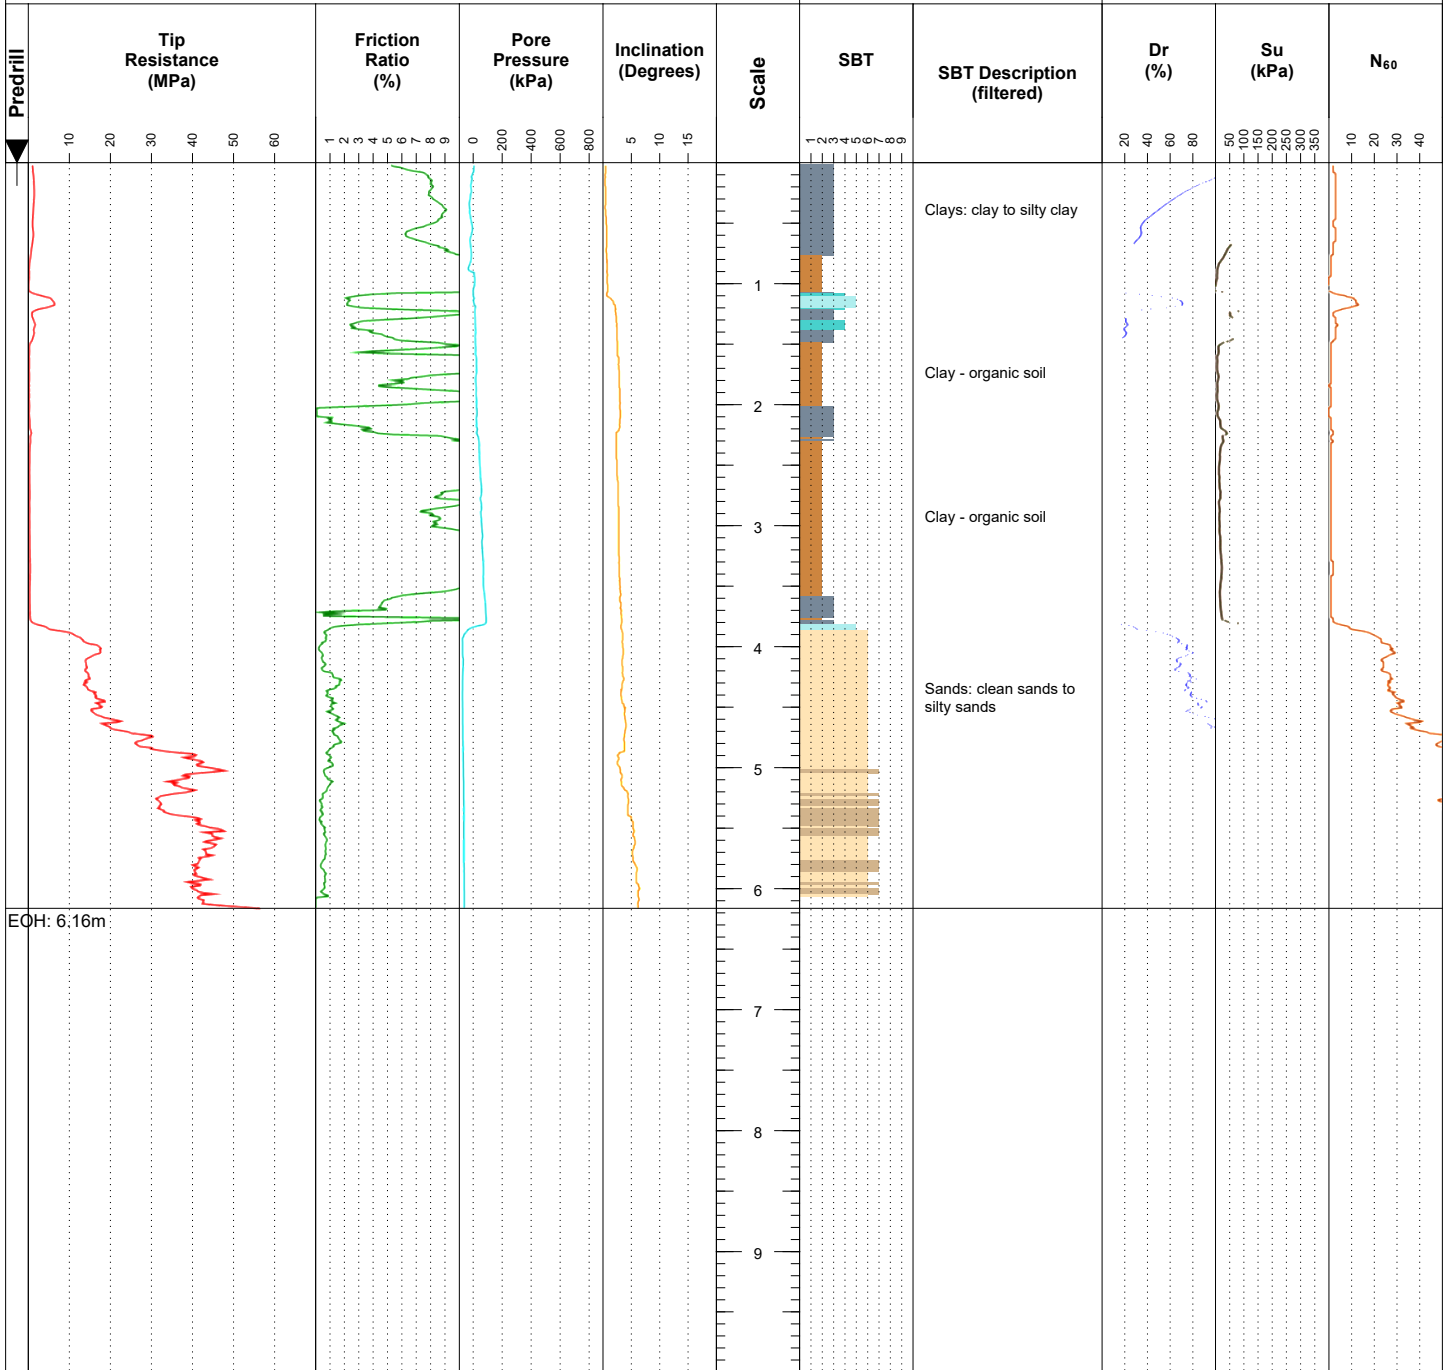 Predrill
Tip
Resistance
(MPa)
Friction
Ratio
(%)
Pore
Pressure
(kPa)
Inclination
(Degrees)
Scale
SBT
SBT Description
(filtered)
Dr
(%)
Su
(kPa)
N60
10 20 30 40 50 60
1 2 3 4 5 6 7 8 9
0 200 400 600 800
5 10 15
1 2 3 4 5 6 7 8 9
20 40 60 80
50 100 150 200 250 300 350
10 20 30 40
Clays: clay to silty clay
1
Clay - organic soil
2
Clay - organic soil
3
4
Sands: clean sands to
silty sands
5
6
EOH: 6.16m
7
8
9